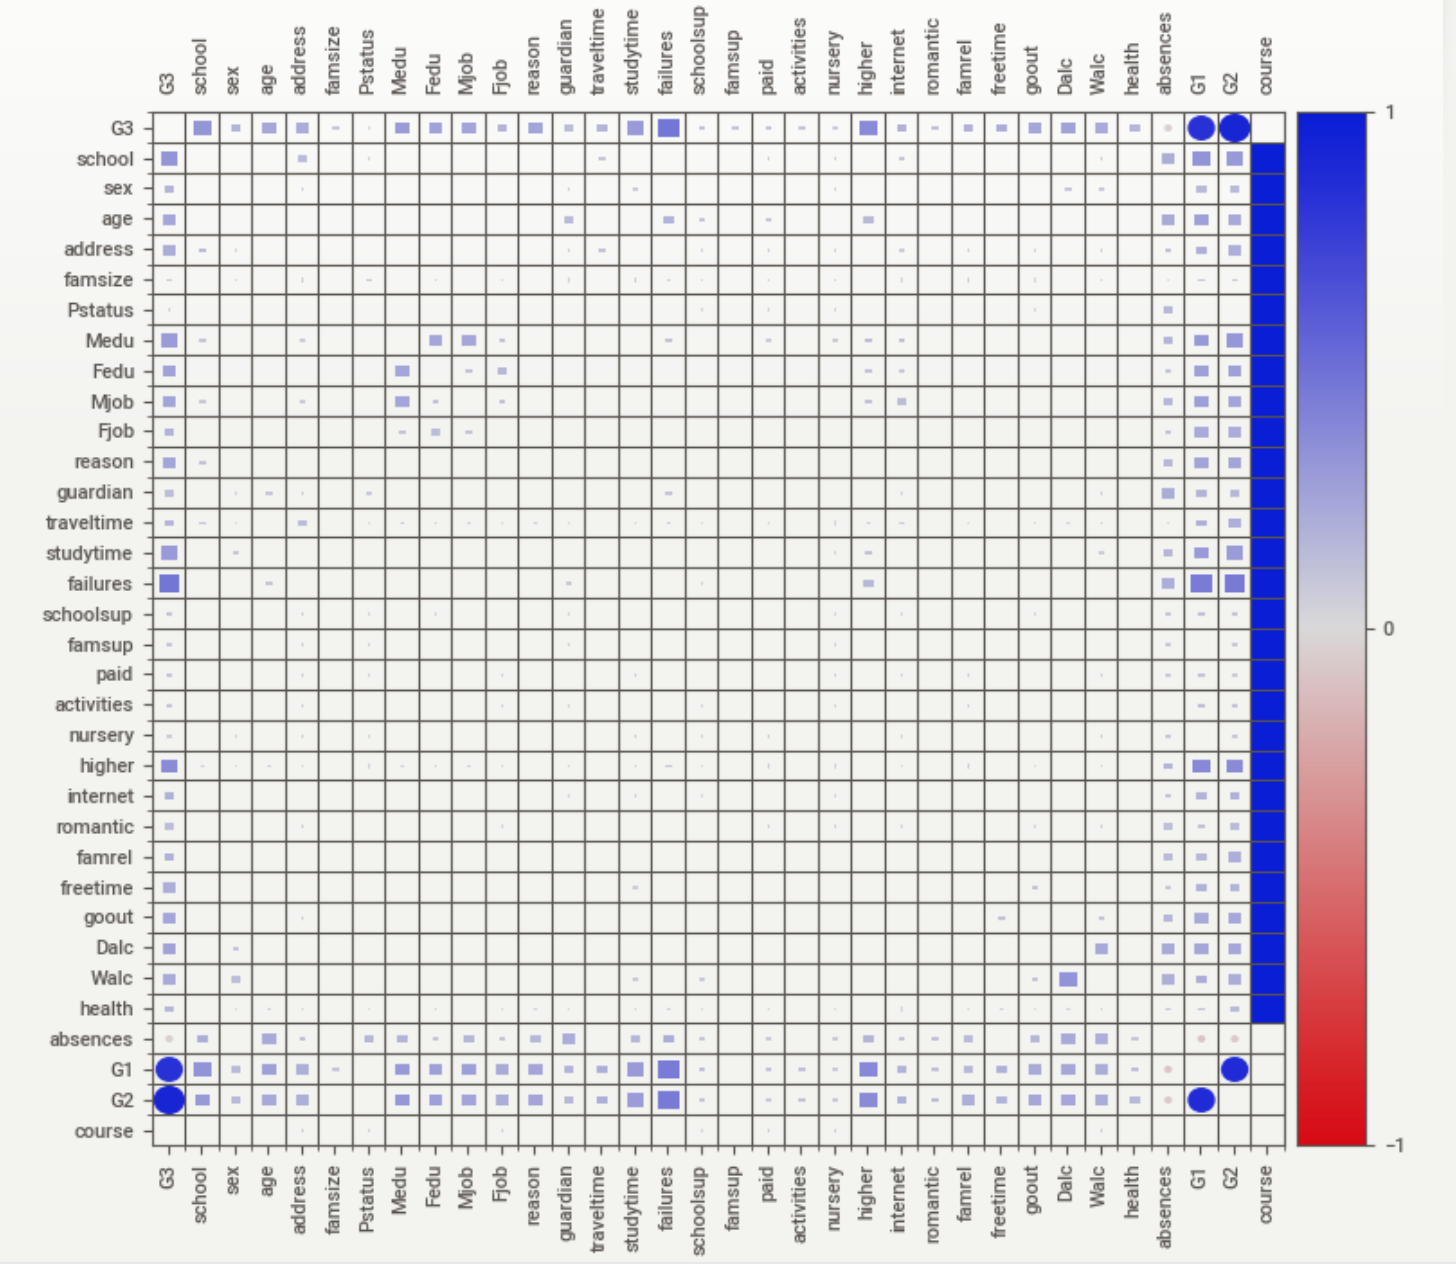 G3 school sex age address famsize Pstatus Medu Fedu Mjob Fjob reason guardian traveltime studytime failures schoolsup famsup paid activities nursery higher internet romantic famrel freetime goout Dalc Walc health absences G1 G2 course
G3
school
sex
age
address
famsize
Pstatus
Medu
Fedu
Mjob
Fjob
reason
guardian
traveltime
studytime
failures
schoolsup
famsup
paid
activities
nursery
higher
internet
romantic
famrel
freetime
goout
Dalc
Walc
health
absences
G1
G2
course
1
0
−1
G3 school sex age address famsize Pstatus Medu Fedu Mjob Fjob reason guardian traveltime studytime failures schoolsup famsup paid activities nursery higher internet romantic famrel freetime goout Dalc Walc health absences G1 G2 course